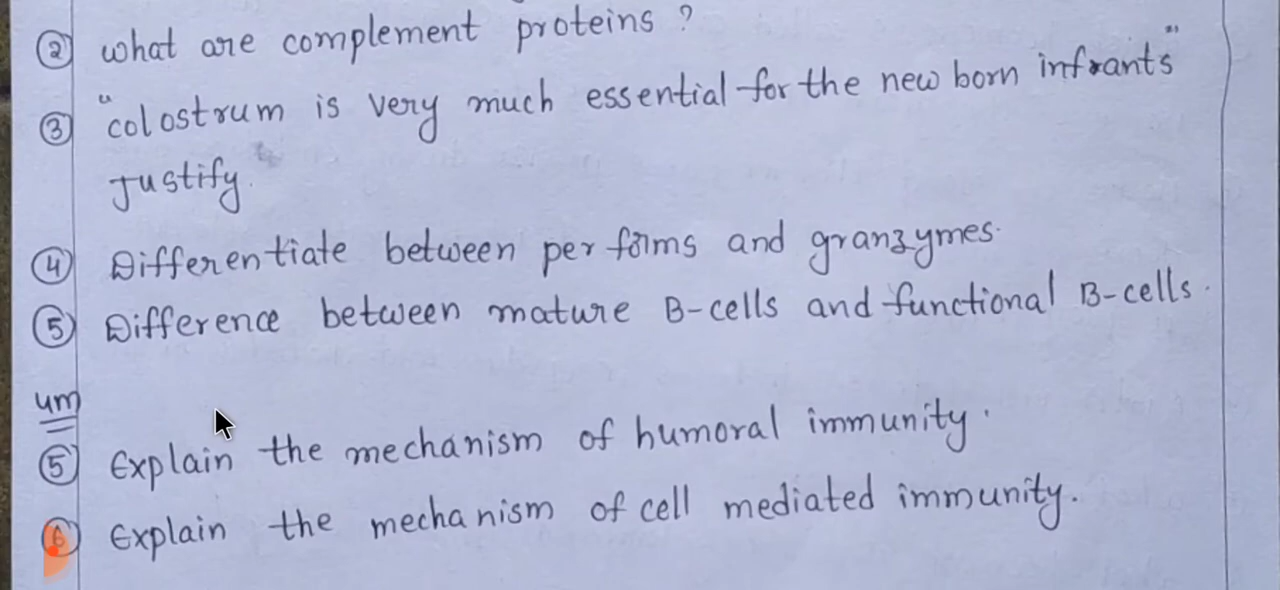 ② what are complement proteins ?
③ "colostrum is very much essential for the new born infrants"
Justify.
④ Differentiate between performs and granzymes.
⑤ Difference between mature B-cells and functional B-cells.
4m
⑤ Explain the mechanism of humoral immunity.
⑥ Explain the mechanism of cell mediated immunity.